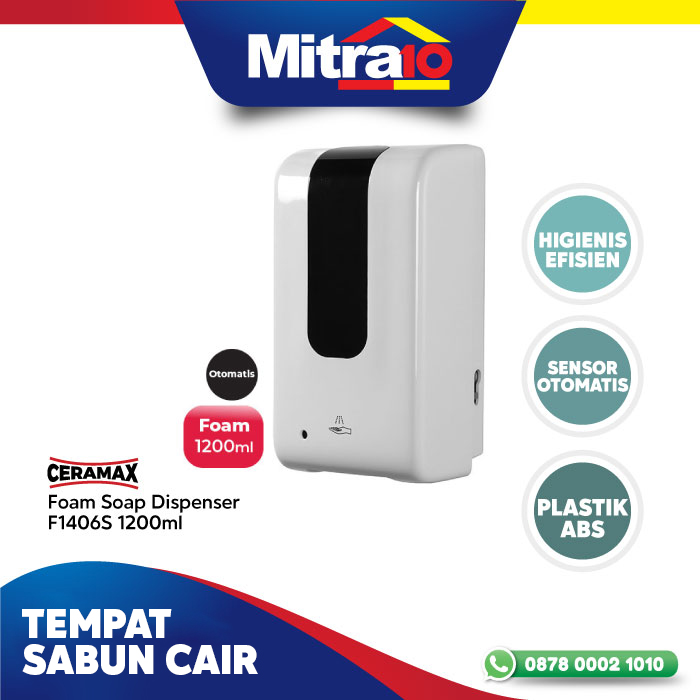 Mitra10
HIGIENIS
EFISIEN
Otomatis
SENSOR
OTOMATIS
Foam
1200ml
CERAMAX
Foam Soap Dispenser
F1406S 1200ml
PLASTIK
ABS
TEMPAT
SABUN CAIR
0878 0002 1010